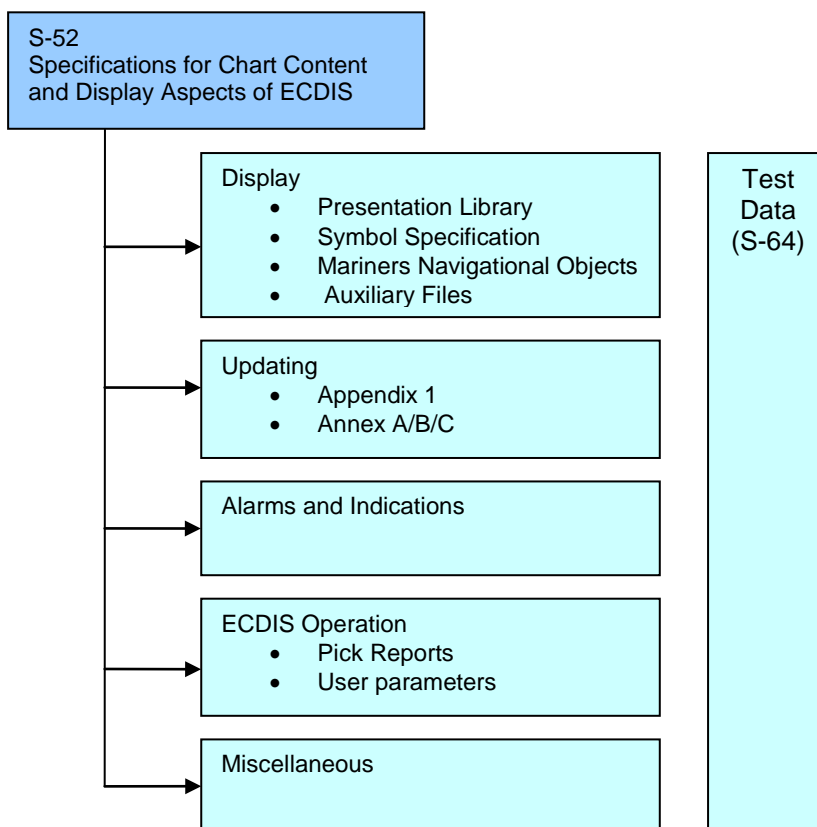 S-52
Specifications for Chart Content
and Display Aspects of ECDIS
Display
• Presentation Library
• Symbol Specification
• Mariners Navigational Objects
• Auxiliary Files
Updating
• Appendix 1
• Annex A/B/C
Alarms and Indications
ECDIS Operation
• Pick Reports
• User parameters
Miscellaneous
Test
Data
(S-64)